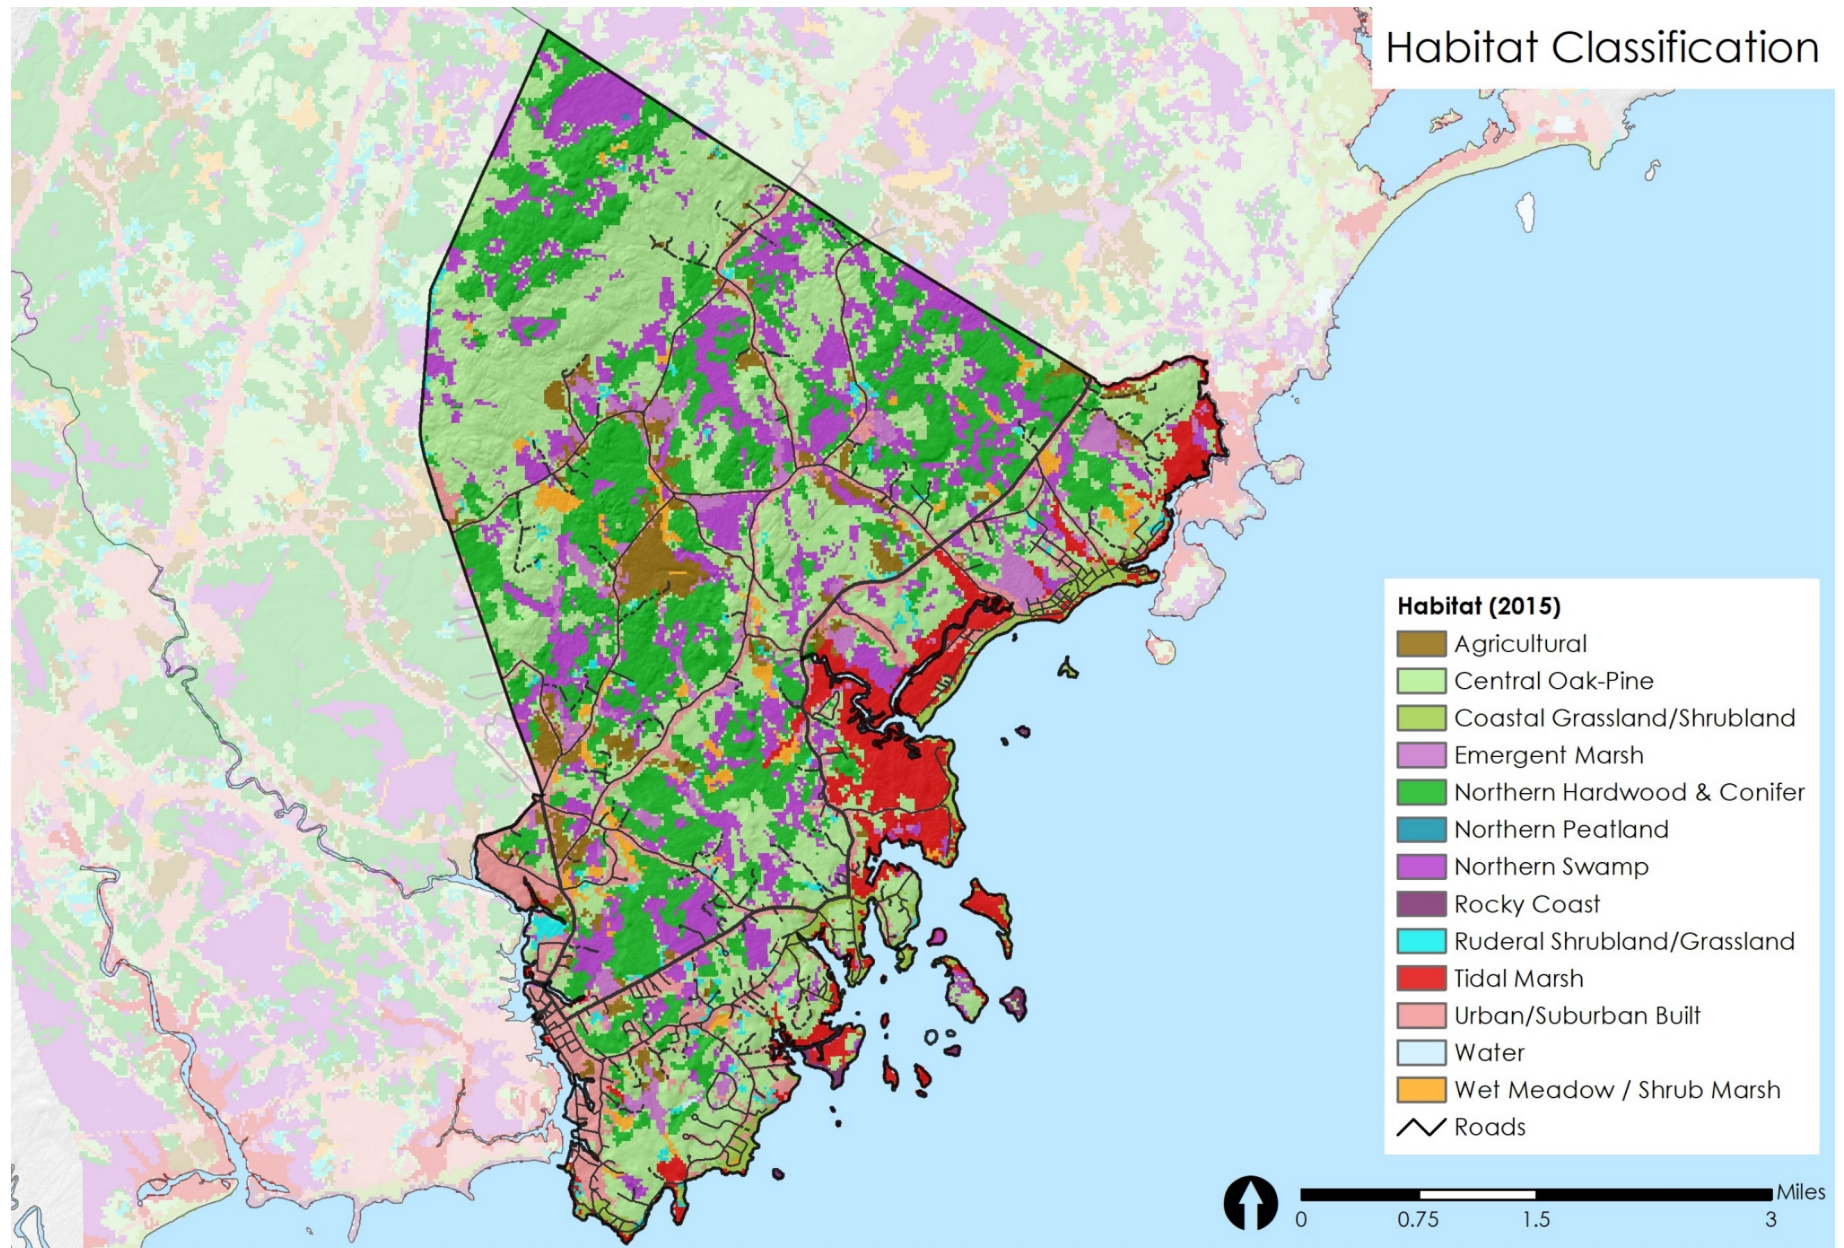 Habitat Classification
Habitat (2015)
Agricultural
Central Oak-Pine
Coastal Grassland/Shrubland
Emergent Marsh
Northern Hardwood & Conifer
Northern Peatland
Northern Swamp
Rocky Coast
Ruderal Shrubland/Grassland
Tidal Marsh
Urban/Suburban Built
Water
Wet Meadow / Shrub Marsh
Roads
Miles
0 0.75 1.5 3